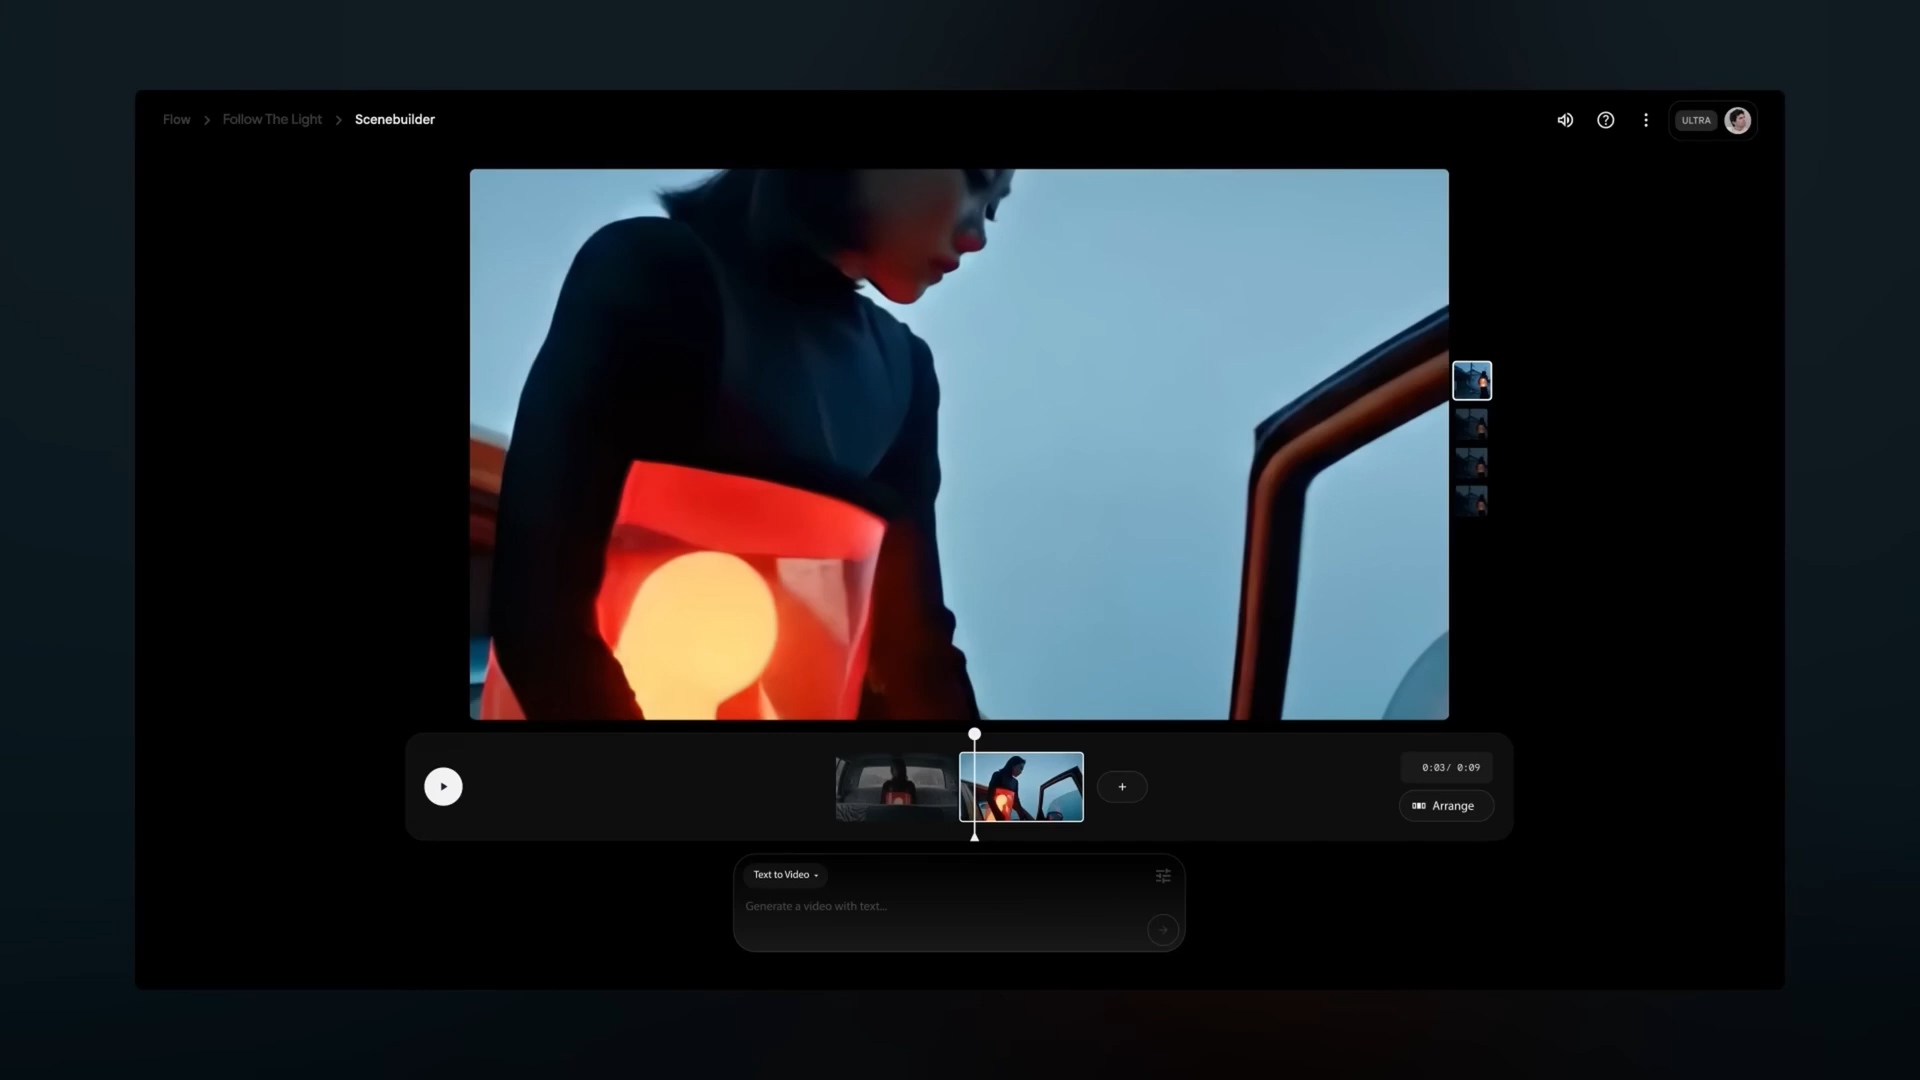 Flow > Follow The Light > Scenebuilder
ULTRA
0:03/ 0:09
Arrange
Text to Video
Generate a video with text...